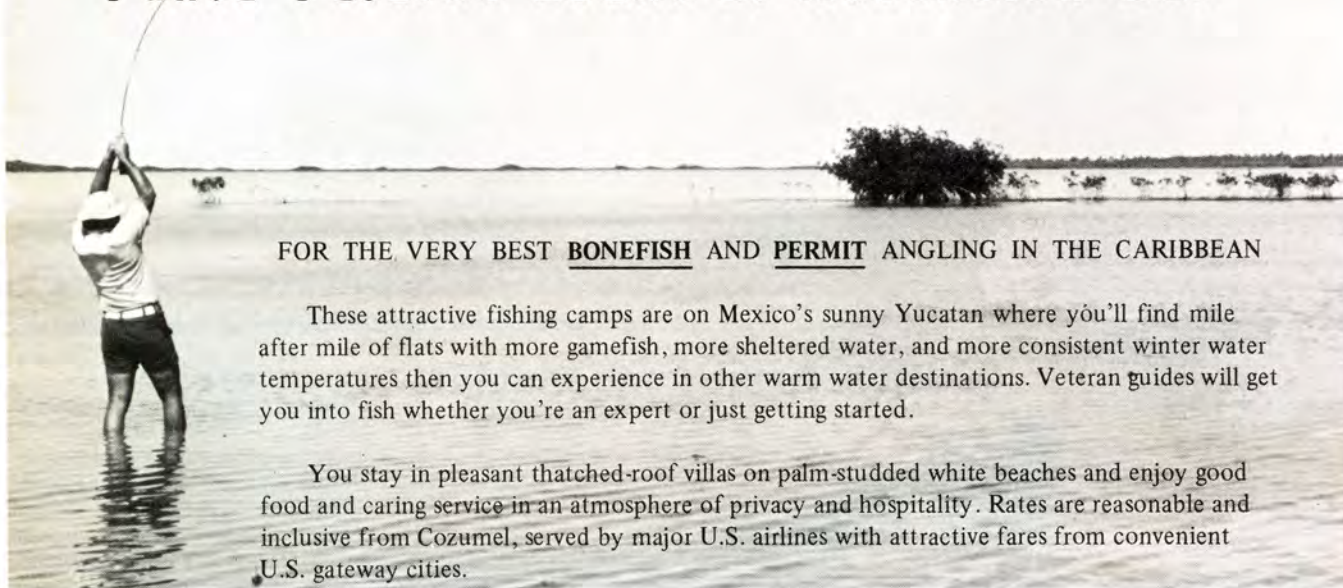 FOR THE VERY BEST BONEFISH AND PERMIT ANGLING IN THE CARIBBEAN
These attractive fishing camps are on Mexico's sunny Yucatan where you'll find mile
after mile of flats with more gamefish, more sheltered water, and more consistent winter water
temperatures then you can experience in other warm water destinations. Veteran guides will get
you into fish whether you're an expert or just getting started.
You stay in pleasant thatched-roof villas on palm-studded white beaches and enjoy good
food and caring service in an atmosphere of privacy and hospitality. Rates are reasonable and
inclusive from Cozumel, served by major U.S. airlines with attractive fares from convenient
U.S. gateway cities.